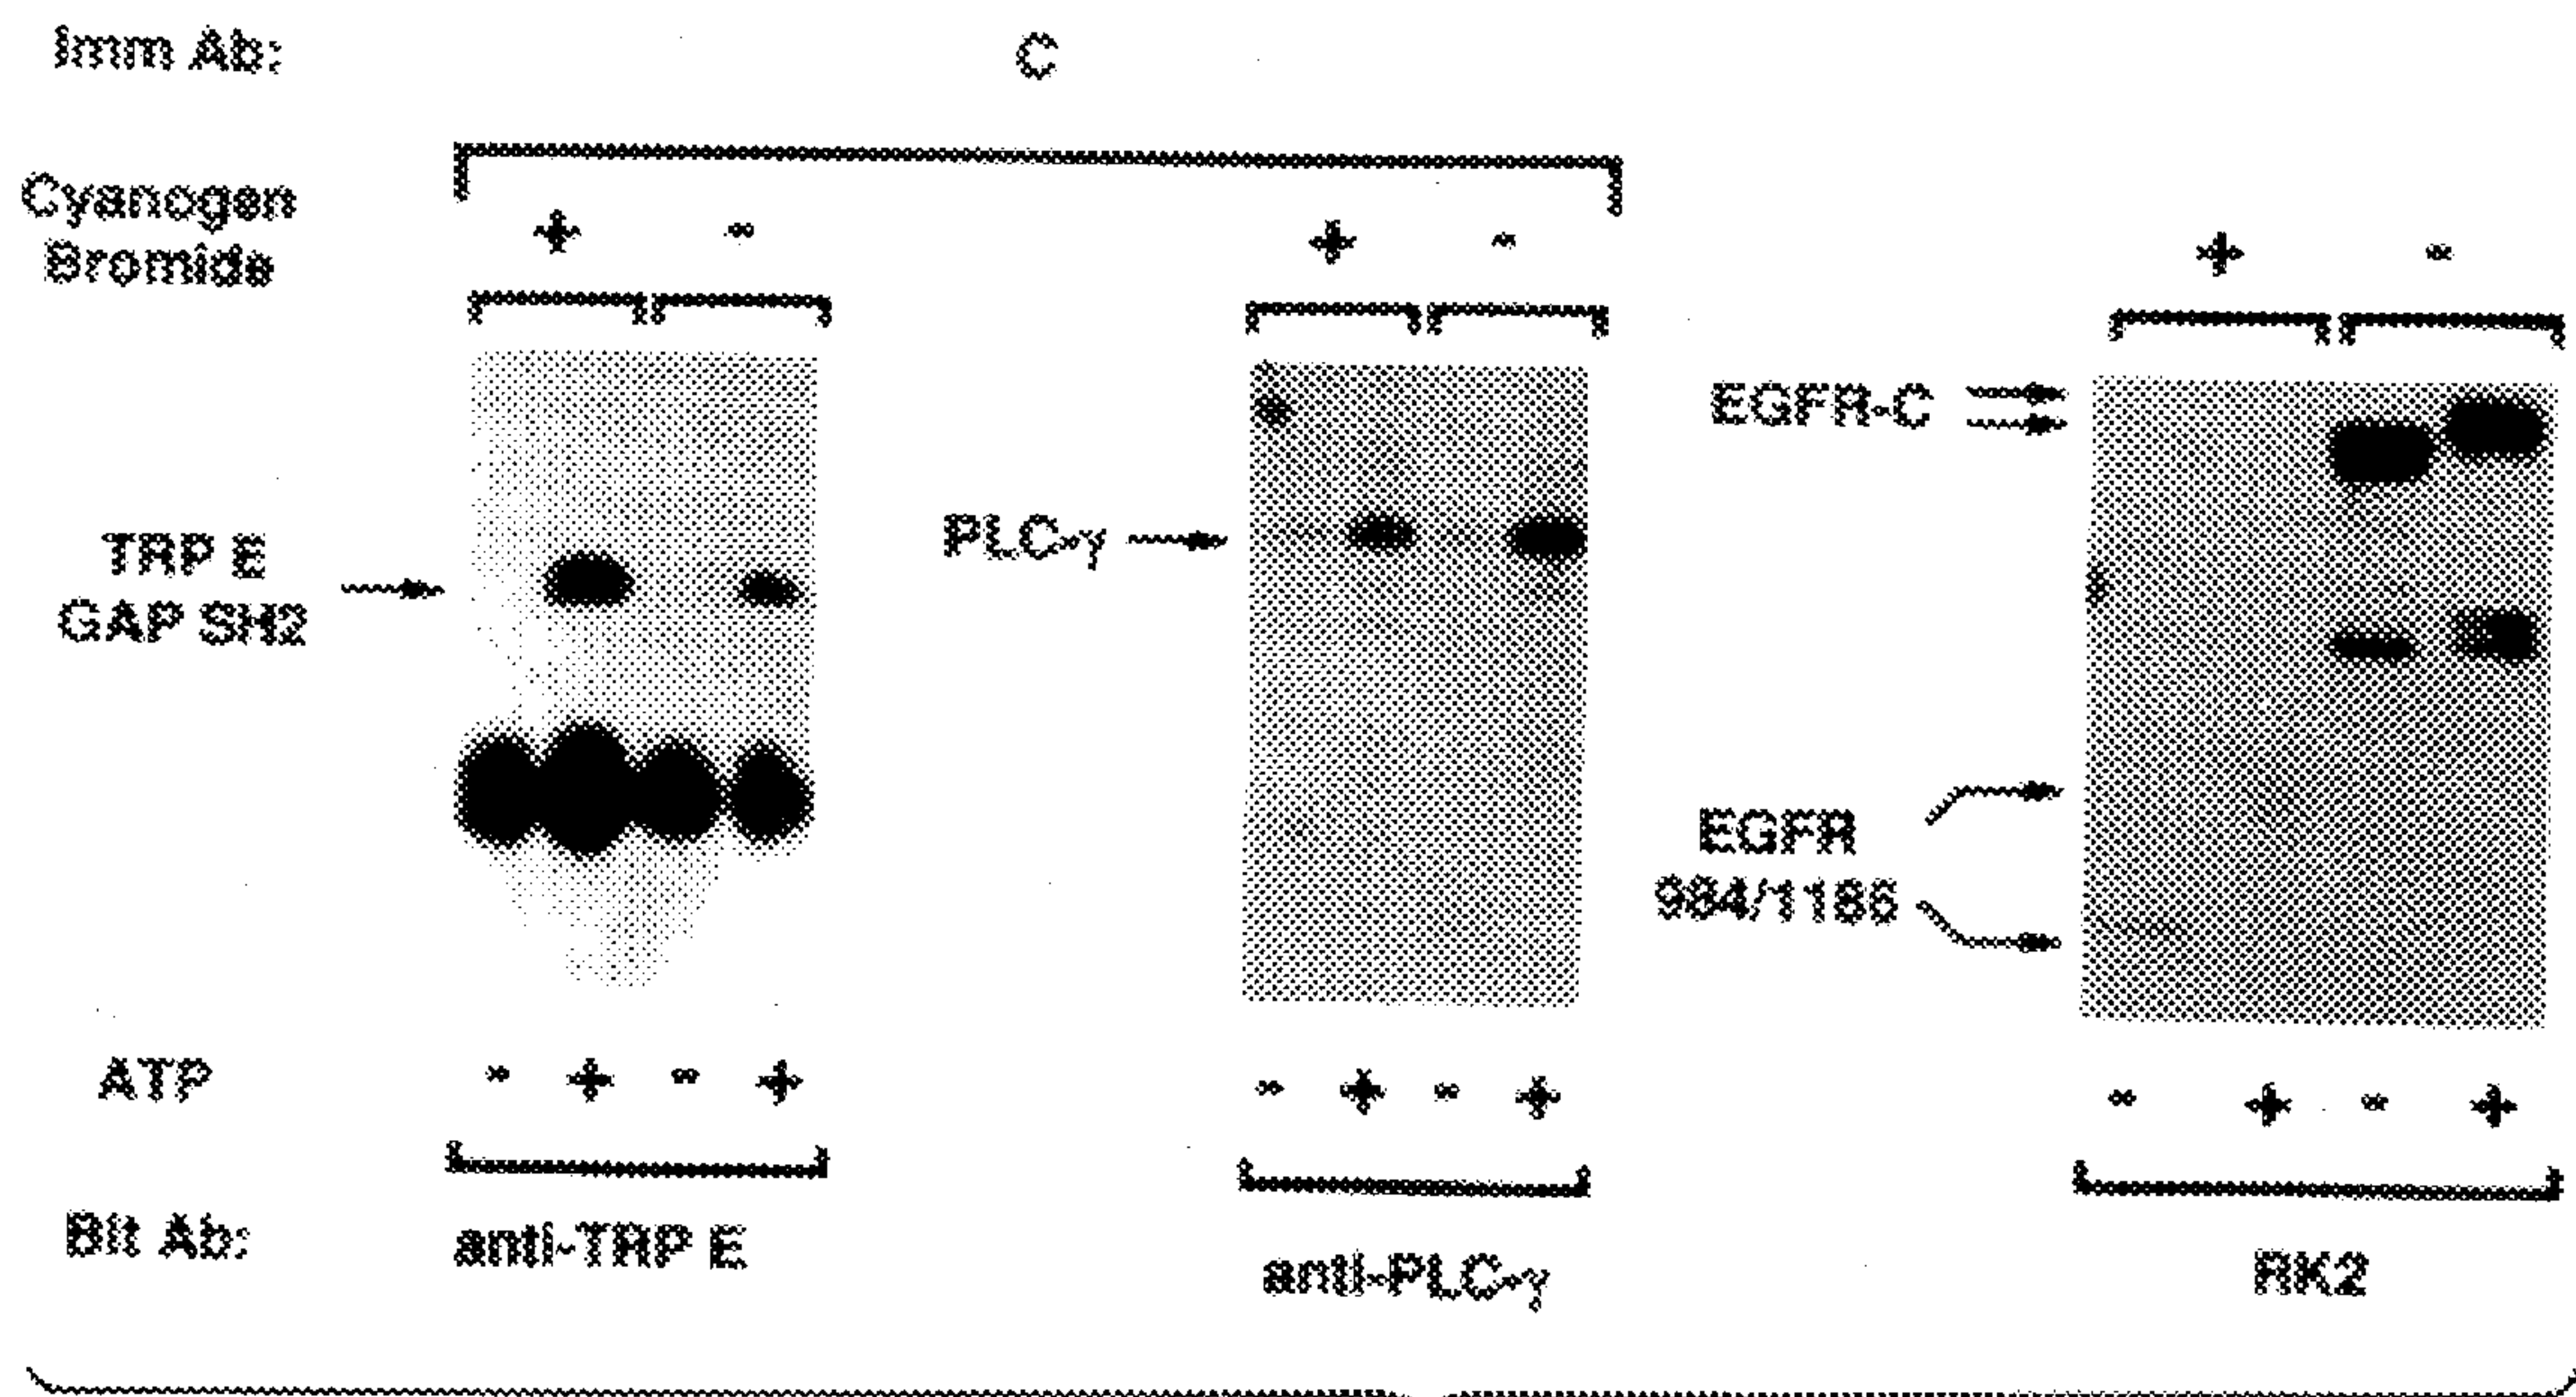 Imm Ab:
C
Cyanogen
Bromide
+ - + - + -
EGFR-C
TRP E
GAP SH2
PLC-γ
EGFR
984/1186
ATP
- + - + - + - + - + - +
Blt Ab:
anti-TRP E
anti-PLC-γ
RK2